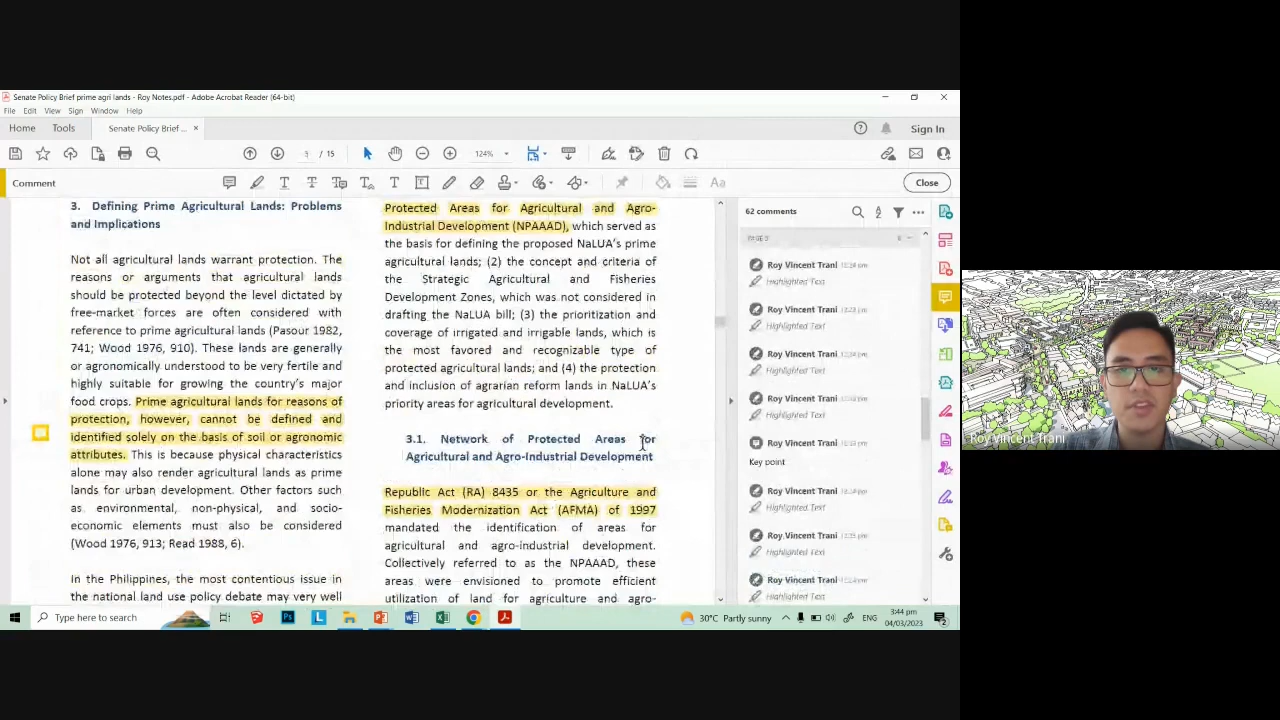 Senate Policy Brief prime agri lands - Roy Notes.pdf - Adobe Acrobat Reader (64-bit)
File Edit View Sign Window Help
Home Tools Senate Policy Brief ... × Sign In
3 / 15 124%
Comment Close
3. Defining Prime Agricultural Lands: Problems
and Implications
Not all agricultural lands warrant protection. The
reasons or arguments that agricultural lands
should be protected beyond the level dictated by
free-market forces are often considered with
reference to prime agricultural lands (Pasour 1982,
741; Wood 1976, 910). These lands are generally
or agronomically understood to be very fertile and
highly suitable for growing the country's major
food crops. Prime agricultural lands for reasons of
protection, however, cannot be defined and
identified solely on the basis of soil or agronomic
attributes. This is because physical characteristics
alone may also render agricultural lands as prime
lands for urban development. Other factors such
as environmental, non-physical, and socio-
economic elements must also be considered
(Wood 1976, 913; Read 1988, 6).
In the Philippines, the most contentious issue in
the national land use policy debate may very well
Protected Areas for Agricultural and Agro-
Industrial Development (NPAAAD), which served as
the basis for defining the proposed NaLUA's prime
agricultural lands; (2) the concept and criteria of
the Strategic Agricultural and Fisheries
Development Zones, which was not considered in
drafting the NaLUA bill; (3) the prioritization and
coverage of irrigated and irrigable lands, which is
the most favored and recognizable type of
protected agricultural lands; and (4) the protection
and inclusion of agrarian reform lands in NaLUA's
priority areas for agricultural development.
3.1. Network of Protected Areas for
Agricultural and Agro-Industrial Development
Republic Act (RA) 8435 or the Agriculture and
Fisheries Modernization Act (AFMA) of 1997
mandated the identification of areas for
agricultural and agro-industrial development.
Collectively referred to as the NPAAAD, these
areas were envisioned to promote efficient
utilization of land for agriculture and agro-
62 comments
Roy Vincent Trani
Highlighted Text
Roy Vincent Trani
Highlighted Text
Roy Vincent Trani
Highlighted Text
Roy Vincent Trani
Highlighted Text
Roy Vincent Trani
Key point
Roy Vincent Trani
Highlighted Text
Roy Vincent Trani
Highlighted Text
Roy Vincent Trani
Highlighted Text
Roy Vincent Trani
Type here to search
30°C Partly sunny ENG
3:44 pm
04/03/2023